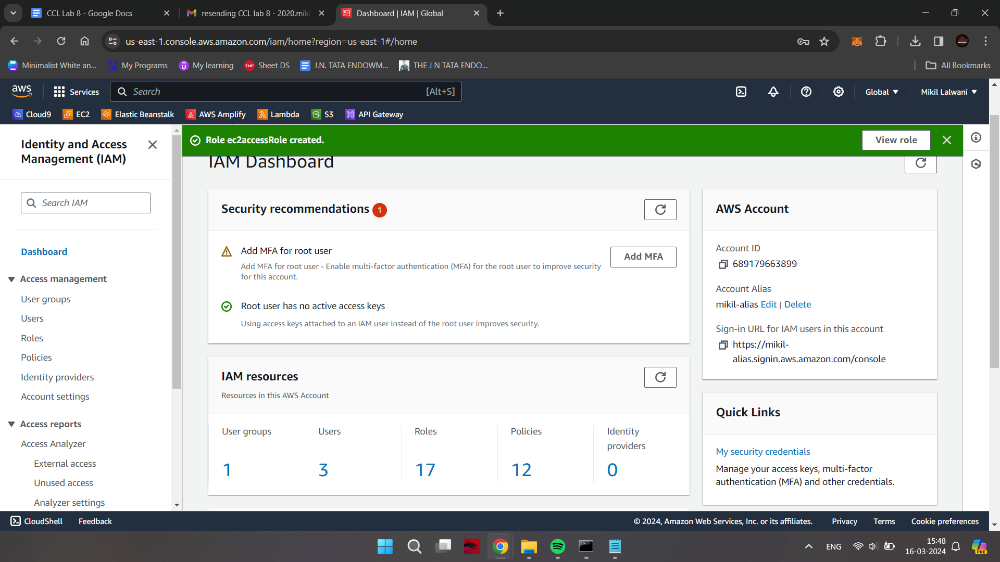 CCL Lab 8 - Google Docs
resending CCL lab 8 - 2020.mik
Dashboard | IAM | Global
us-east-1.console.aws.amazon.com/iam/home?region=us-east-1#/home
Minimalist White an...
My Programs
My learning
TUF
Sheet DS
J.N. TATA ENDOWM...
THE J N TATA ENDO...
All Bookmarks
aws
Services
Search
[Alt+S]
Global
Mikil Lalwani
Cloud9
EC2
Elastic Beanstalk
AWS Amplify
Lambda
S3
API Gateway
Identity and Access
Management (IAM)
Search IAM
Dashboard
Access management
User groups
Users
Roles
Policies
Identity providers
Account settings
Access reports
Access Analyzer
External access
Unused access
Analyzer settings
Role ec2accessRole created.
View role
IAM Dashboard
Security recommendations 1
Add MFA for root user
Add MFA for root user - Enable multi-factor authentication (MFA) for the root user to improve security
for this account.
Add MFA
Root user has no active access keys
Using access keys attached to an IAM user instead of the root user improves security.
IAM resources
Resources in this AWS Account
User groups
1
Users
3
Roles
17
Policies
12
Identity
providers
0
AWS Account
Account ID
689179663899
Account Alias
mikil-alias Edit | Delete
Sign-in URL for IAM users in this account
https://mikil-
alias.signin.aws.amazon.com/console
Quick Links
My security credentials
Manage your access keys, multi-factor
authentication (MFA) and other credentials.
CloudShell
Feedback
© 2024, Amazon Web Services, Inc. or its affiliates.
Privacy
Terms
Cookie preferences
ENG
15:48
16-03-2024
PRE